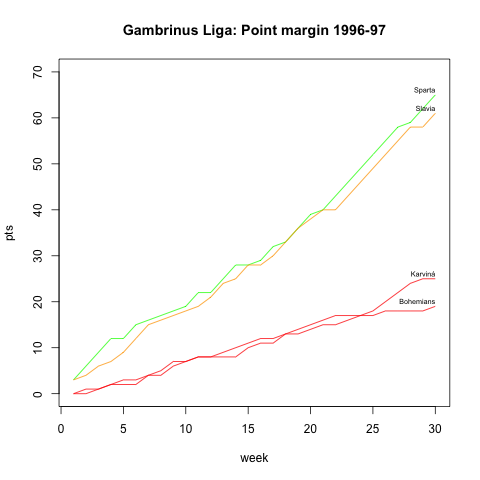 Gambrinus Liga: Point margin 1996-97
70
60
50
40
30
20
10
0
pts
Sparta
Slavia
Karviná
Bohemians
0 5 10 15 20 25 30
week